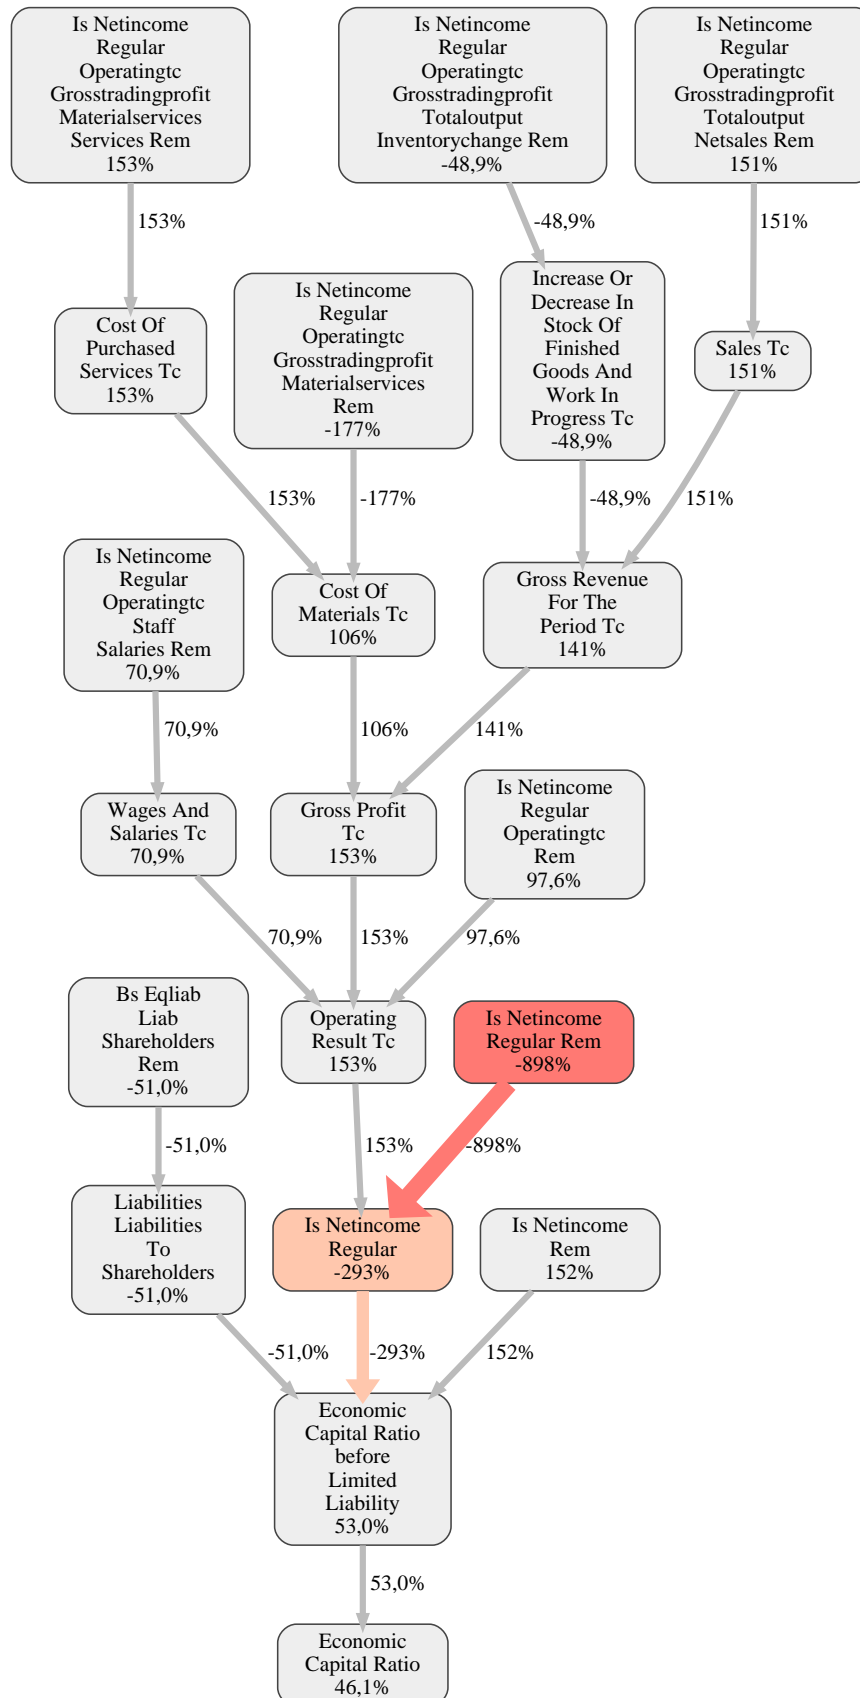 Is Netincome
Regular
Operatingtc
Grosstradingprofit
Materialservices
Services Rem
153%
Is Netincome
Regular
Operatingtc
Grosstradingprofit
Totaloutput
Inventorychange Rem
-48,9%
Is Netincome
Regular
Operatingtc
Grosstradingprofit
Totaloutput
Netsales Rem
151%
153%
-48,9%
151%
Cost Of
Purchased
Services Tc
153%
Is Netincome
Regular
Operatingtc
Grosstradingprofit
Materialservices
Rem
-177%
Increase Or
Decrease In
Stock Of
Finished
Goods And
Work In
Progress Tc
-48,9%
Sales Tc
151%
153%
-177%
-48,9%
151%
Is Netincome
Regular
Operatingtc
Staff
Salaries Rem
70,9%
Cost Of
Materials Tc
106%
Gross Revenue
For The
Period Tc
141%
70,9%
106%
141%
Wages And
Salaries Tc
70,9%
Gross Profit
Tc
153%
Is Netincome
Regular
Operatingtc
Rem
97,6%
70,9%
153%
97,6%
Bs Eqliab
Liab
Shareholders
Rem
-51,0%
Operating
Result Tc
153%
Is Netincome
Regular Rem
-898%
-51,0%
153%
-898%
Liabilities
Liabilities
To
Shareholders
-51,0%
Is Netincome
Regular
-293%
Is Netincome
Rem
152%
-51,0%
-293%
152%
Economic
Capital Ratio
before
Limited
Liability
53,0%
53,0%
Economic
Capital Ratio
46,1%